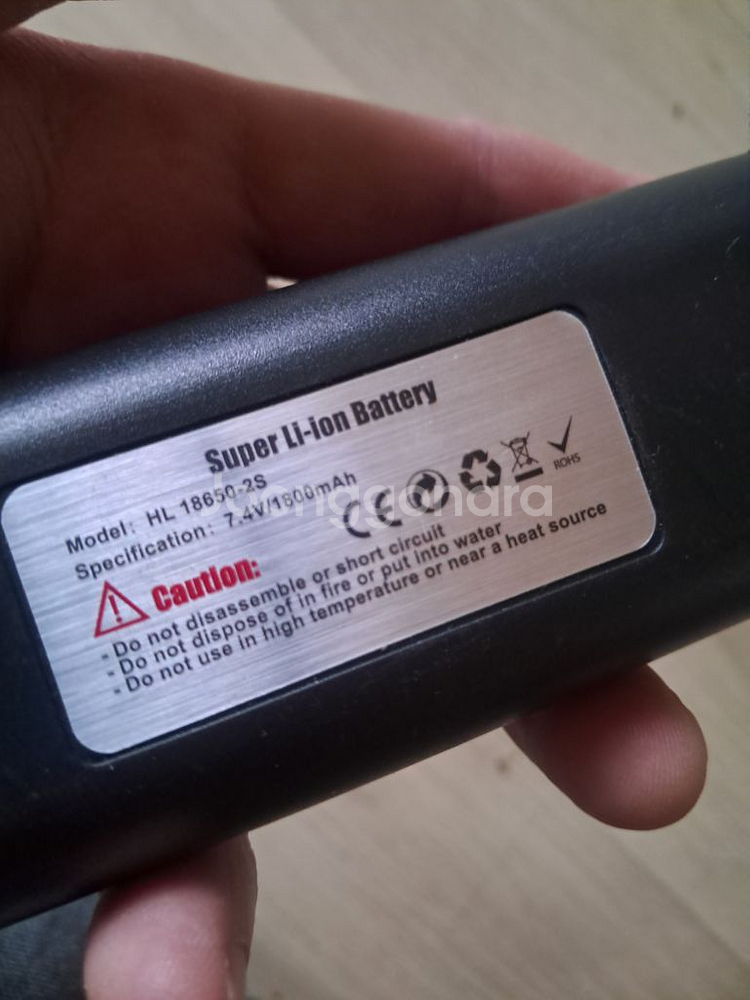 Super Li-ion Battery
Model: HL 18650-2S
Specification: 7.4V/1800mAh
Joonggonara
CE
ROHS
Caution:
- Do not disassemble or short circuit
- Do not dispose of in fire or put into water
- Do not use in high temperature or near a heat source